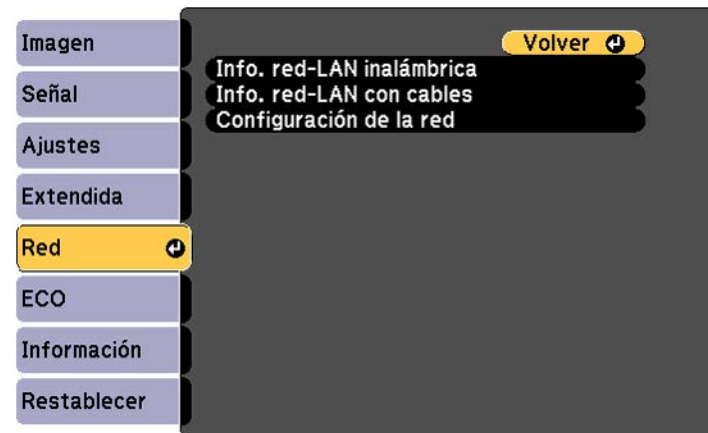 Imagen
Señal
Ajustes
Extendida
Red
ECO
Información
Restablecer
Volver
Info. red-LAN inalámbrica
Info. red-LAN con cables
Configuración de la red